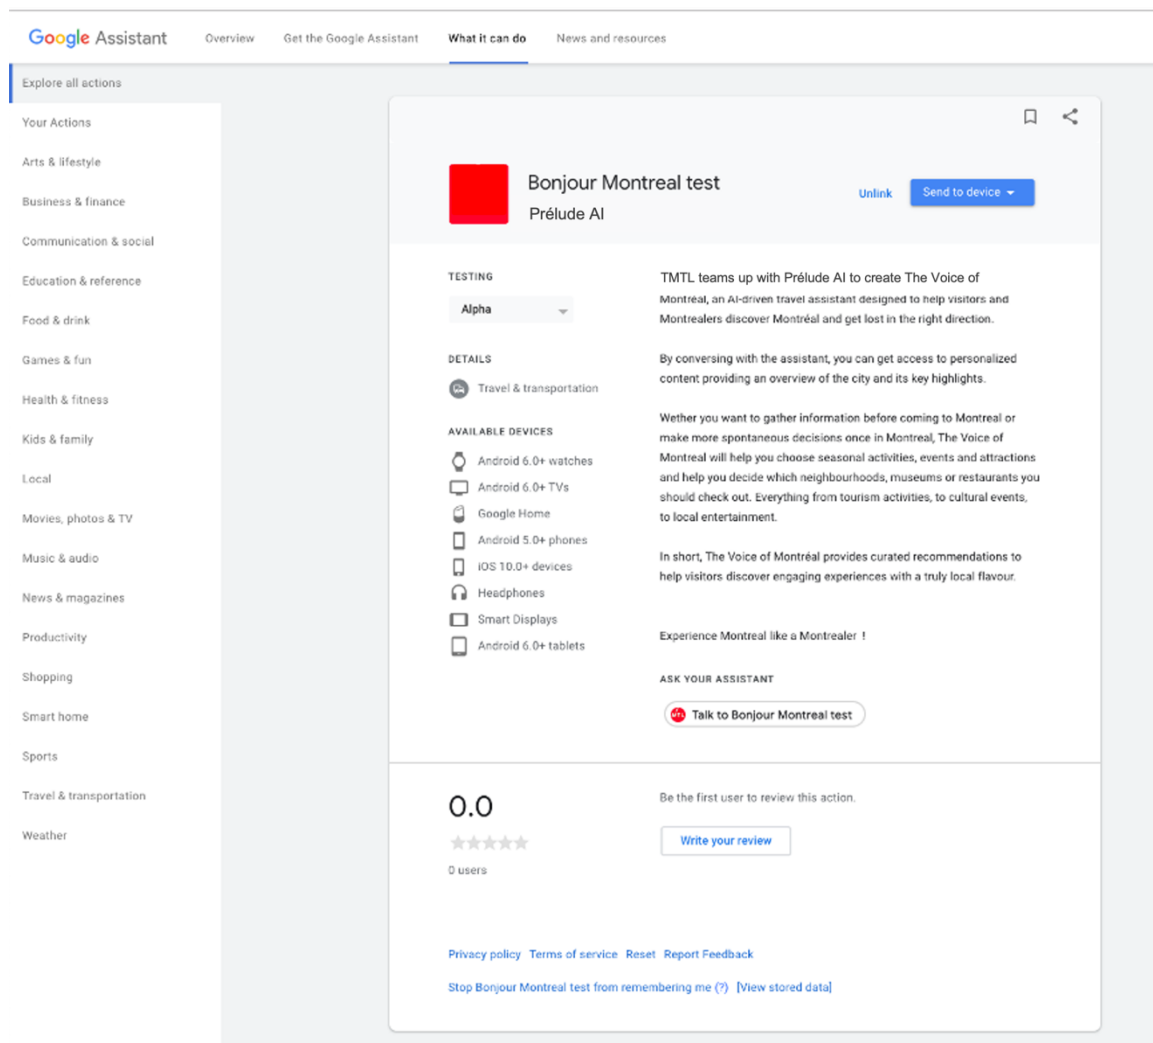 Google Assistant Overview Get the Google Assistant What it can do News and resources
Explore all actions
Your Actions
Arts & lifestyle
Business & finance
Communication & social
Education & reference
Food & drink
Games & fun
Health & fitness
Kids & family
Local
Movies, photos & TV
Music & audio
News & magazines
Productivity
Shopping
Smart home
Sports
Travel & transportation
Weather
Bonjour Montreal test
Prélude AI
Unlink
Send to device
TESTING
Alpha
DETAILS
Travel & transportation
AVAILABLE DEVICES
Android 6.0+ watches
Android 6.0+ TVs
Google Home
Android 5.0+ phones
iOS 10.0+ devices
Headphones
Smart Displays
Android 6.0+ tablets
TMTL teams up with Prélude AI to create The Voice of
Montréal, an AI-driven travel assistant designed to help visitors and
Montrealers discover Montréal and get lost in the right direction.
By conversing with the assistant, you can get access to personalized
content providing an overview of the city and its key highlights.
Wether you want to gather information before coming to Montreal or
make more spontaneous decisions once in Montreal, The Voice of
Montreal will help you choose seasonal activities, events and attractions
and help you decide which neighbourhoods, museums or restaurants you
should check out. Everything from tourism activities, to cultural events,
to local entertainment.
In short, The Voice of Montréal provides curated recommendations to
help visitors discover engaging experiences with a truly local flavour.
Experience Montreal like a Montrealer !
ASK YOUR ASSISTANT
MTL Talk to Bonjour Montreal test
0.0
0 users
Be the first user to review this action.
Write your review
Privacy policy Terms of service Reset Report Feedback
Stop Bonjour Montreal test from remembering me (?) [View stored data]